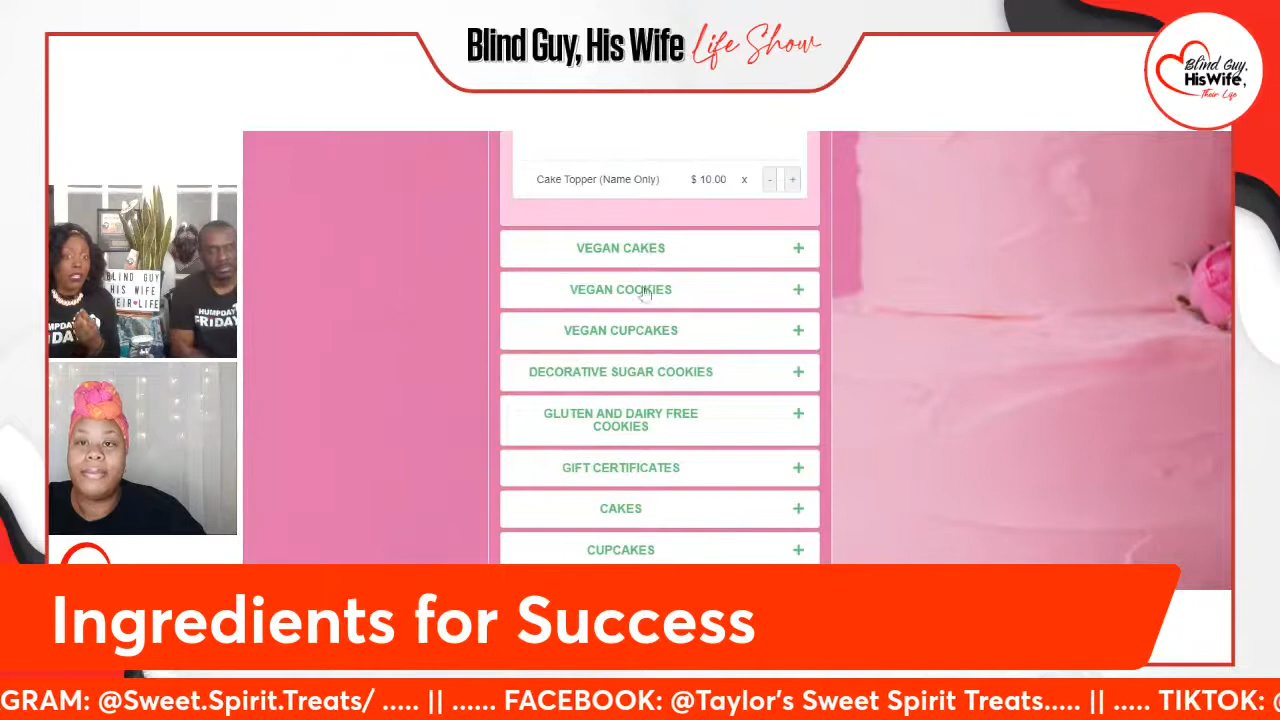 Blind Guy, His Wife Life Show
Blind Guy,
His Wife,
Their Life
Cake Topper (Name Only) $ 10.00 x - +
VEGAN CAKES +
VEGAN COOKIES +
VEGAN CUPCAKES +
DECORATIVE SUGAR COOKIES +
GLUTEN AND DAIRY FREE +
COOKIES
GIFT CERTIFICATES +
CAKES +
CUPCAKES +
BLIND GUY
HIS WIFE
HUMPDAY
FRIDAY
HUMPDAY
FRIDAY
Ingredients for Success
GRAM: @Sweet.Spirit.Treats/ ..... || ...... FACEBOOK: @Taylor's Sweet Spirit Treats..... || ..... TIKTOK: @